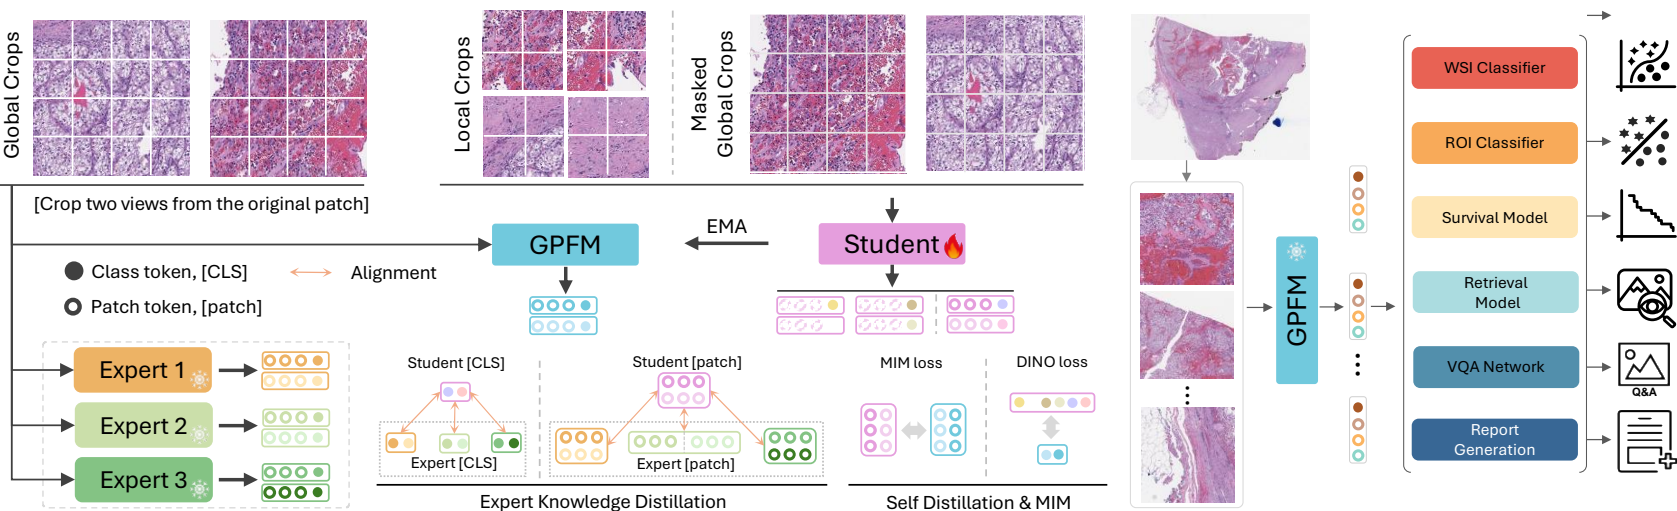 Global Crops
Local Crops
Masked
Global Crops
[Crop two views from the original patch]
GPFM
EMA
Student
Class token, [CLS]
Alignment
Patch token, [patch]
Expert 1
Expert 2
Expert 3
Student [CLS]
Expert [CLS]
Student [patch]
Expert [patch]
Expert Knowledge Distillation
MIM loss
DINO loss
Self Distillation & MIM
GPFM
WSI Classifier
ROI Classifier
Survival Model
Retrieval
Model
VQA Network
Q&A
Report
Generation